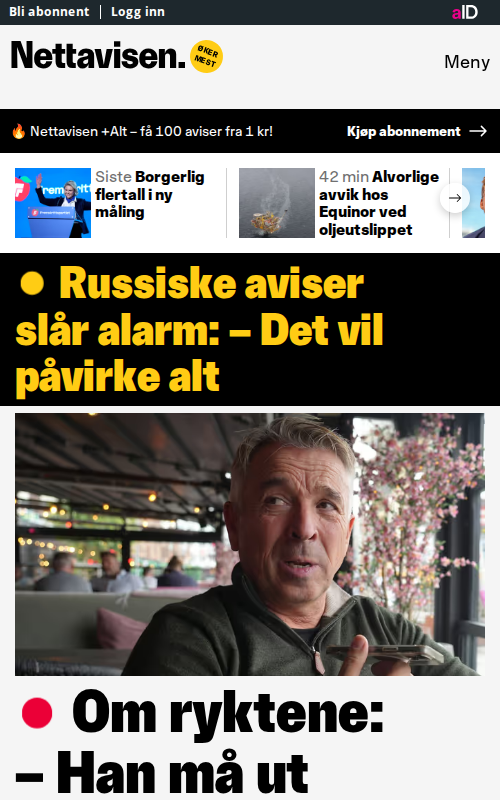 Bli abonnent | Logg inn
aID
Nettavisen.
ØKER
MEST
Meny
🔥 Nettavisen +Alt – få 100 aviser fra 1 kr!
Kjøp abonnement →
Siste Borgerlig
flertall i ny
måling
42 min Alvorlige
avvik hos
Equinor ved
oljeutslippet
Russiske aviser
slår alarm: – Det vil
påvirke alt
Om ryktene:
– Han må ut